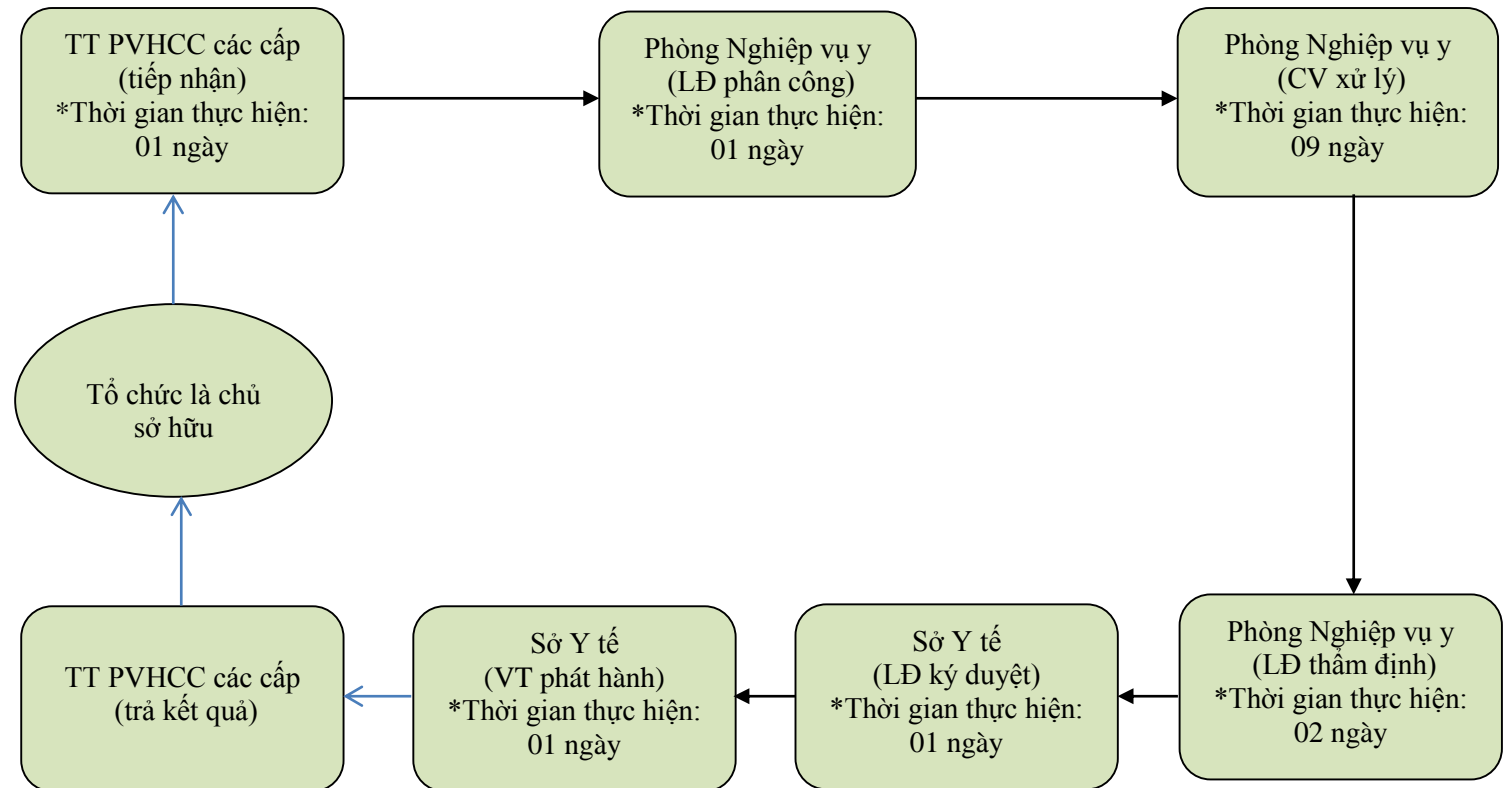 TT PVHCC các cấp
(tiếp nhận)
*Thời gian thực hiện:
01 ngày
Phòng Nghiệp vụ y
(LĐ phân công)
*Thời gian thực hiện:
01 ngày
Phòng Nghiệp vụ y
(CV xử lý)
*Thời gian thực hiện:
09 ngày
Tổ chức là chủ
sở hữu
TT PVHCC các cấp
(trả kết quả)
Sở Y tế
(VT phát hành)
*Thời gian thực hiện:
01 ngày
Sở Y tế
(LĐ ký duyệt)
*Thời gian thực hiện:
01 ngày
Phòng Nghiệp vụ y
(LĐ thẩm định)
*Thời gian thực hiện:
02 ngày